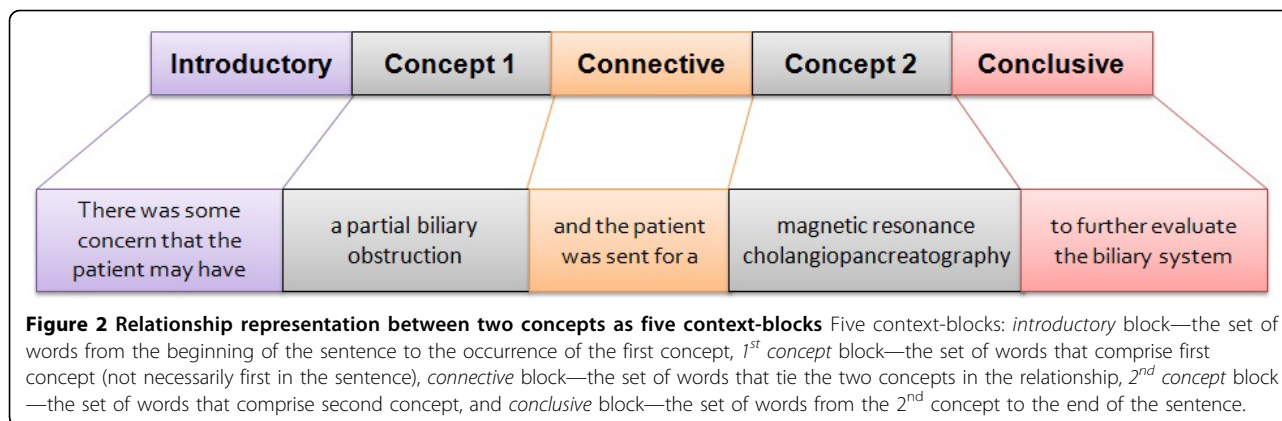 Introductory Concept 1 Connective Concept 2 Conclusive
There was some
concern that the
patient may have
a partial biliary
obstruction
and the patient
was sent for a
magnetic resonance
cholangiopancreatography
to further evaluate
the biliary system
Figure 2 Relationship representation between two concepts as five context-blocks Five context-blocks: introductory block—the set of
words from the beginning of the sentence to the occurrence of the first concept, 1st concept block—the set of words that comprise first
concept (not necessarily first in the sentence), connective block—the set of words that tie the two concepts in the relationship, 2nd concept block
—the set of words that comprise second concept, and conclusive block—the set of words from the 2nd concept to the end of the sentence.